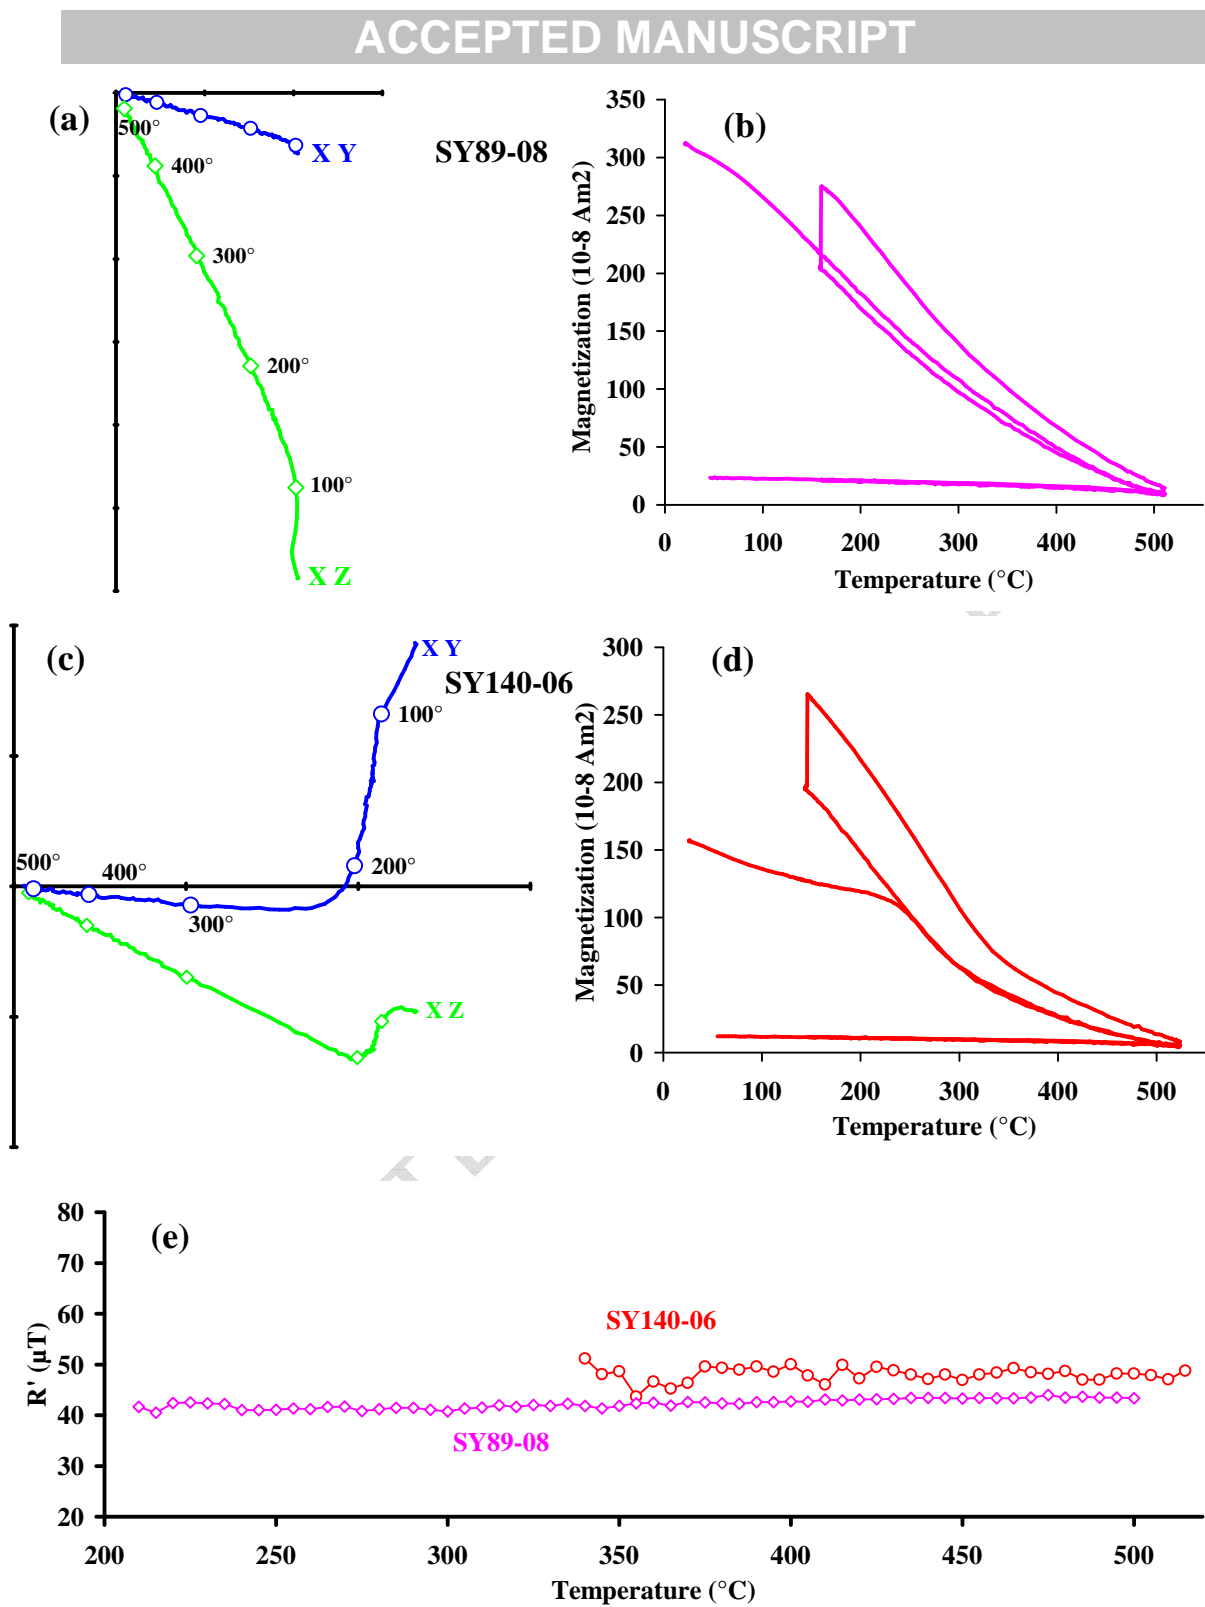 ACCEPTED MANUSCRIPT
(a)
500°
400°
300°
200°
100°
X Y
X Z
SY89-08
(b)
Magnetization (10-8 Am2)
350
300
250
200
150
100
50
0
0 100 200 300 400 500
Temperature (°C)
(c)
X Y
SY140-06
100°
200°
500°
400°
300°
X Z
(d)
Magnetization (10-8 Am2)
300
250
200
150
100
50
0
0 100 200 300 400 500
Temperature (°C)
(e)
R' (µT)
80
70
60
50
40
30
20
SY140-06
SY89-08
200 250 300 350 400 450 500
Temperature (°C)